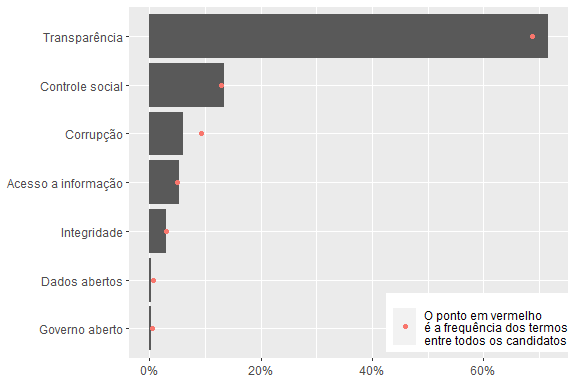 Transparência
Controle social
Corrupção
Acesso a informação
Integridade
Dados abertos
Governo aberto
O ponto em vermelho
é a frequência dos termos
entre todos os candidatos
0%
20%
40%
60%